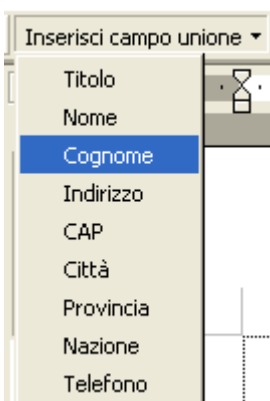 Inserisci campo unione
Titolo
Nome
Cognome
Indirizzo
CAP
Città
Provincia
Nazione
Telefono